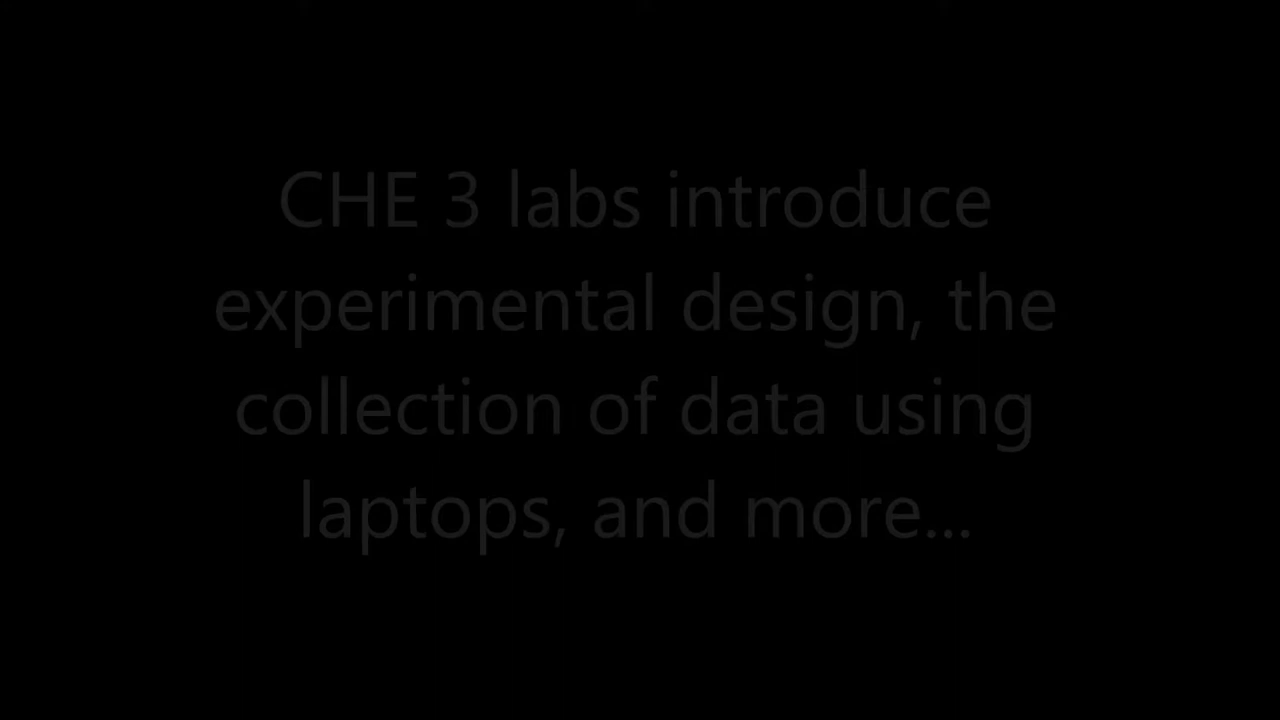 CHE 3 labs introduce
experimental design, the
collection of data using
laptops, and more...